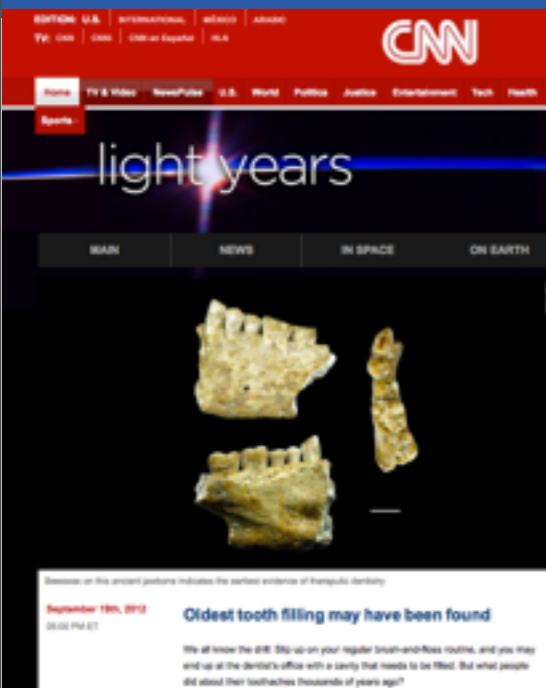 EDITION: U.S. INTERNATIONAL MÉXICO ARABIC
TV: CNN CNNi CNN en Español HLN
CNN
Home TV & Video NewsPulse U.S. World Politics Justice Entertainment Tech Health
Sports
light years
MAIN NEWS IN SPACE ON EARTH
Beeswax on this ancient jawbone indicates the earliest evidence of theraputic dentistry
September 19th, 2012
05:00 PM ET
Oldest tooth filling may have been found
We all know the drill: Slip up on your regular brush-and-floss routine, and you may
end up at the dentist's office with a cavity that needs to be filled. But what people
did about their toothaches thousands of years ago?